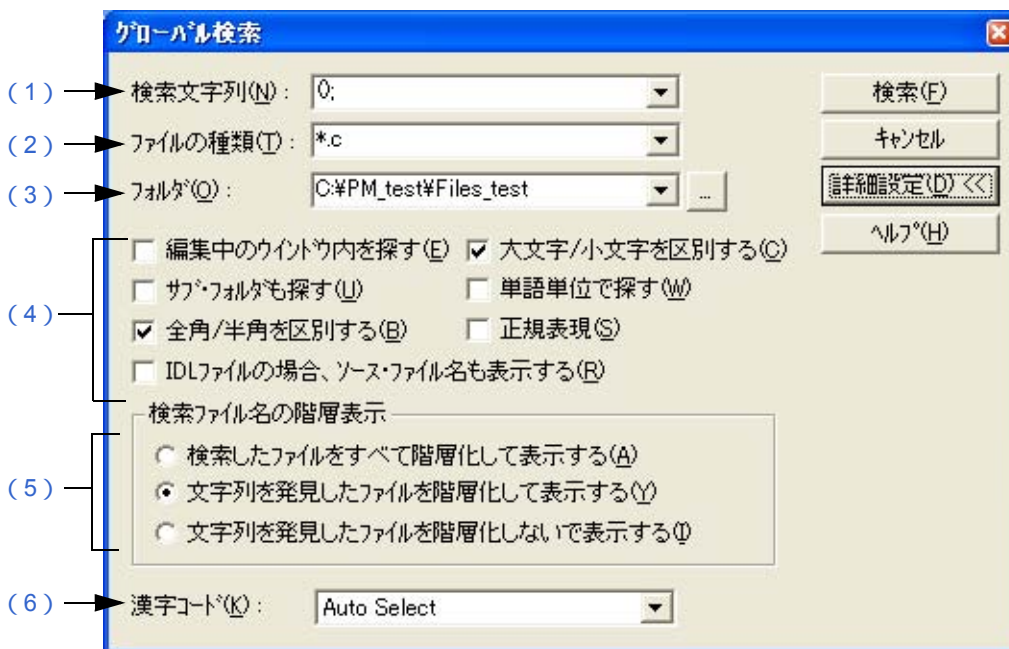 ｸﾞﾛｰﾊﾞﾙ検索
(1) 検索文字列(N)： 0; 検索(F)
(2) ﾌｧｲﾙの種類(T)： *.c ｷｬﾝｾﾙ
(3) ﾌｫﾙﾀﾞ(O)： C:¥PM_test¥Files_test ... 詳細設定(D) <<
ﾍﾙﾌﾟ(H)
(4)
編集中のｳｲﾝﾄﾞｳ内を探す(E) 大文字/小文字を区別する(C)
ｻﾌﾞ･ﾌｫﾙﾀﾞも探す(U) 単語単位で探す(W)
全角/半角を区別する(B) 正規表現(S)
IDLﾌｧｲﾙの場合、ｿｰｽ･ﾌｧｲﾙ名も表示する(R)
検索ﾌｧｲﾙ名の階層表示
(5)
検索したﾌｧｲﾙをすべて階層化して表示する(A)
文字列を発見したﾌｧｲﾙを階層化して表示する(Y)
文字列を発見したﾌｧｲﾙを階層化しないで表示する(I)
(6) 漢字ｺｰﾄﾞ(K)： Auto Select